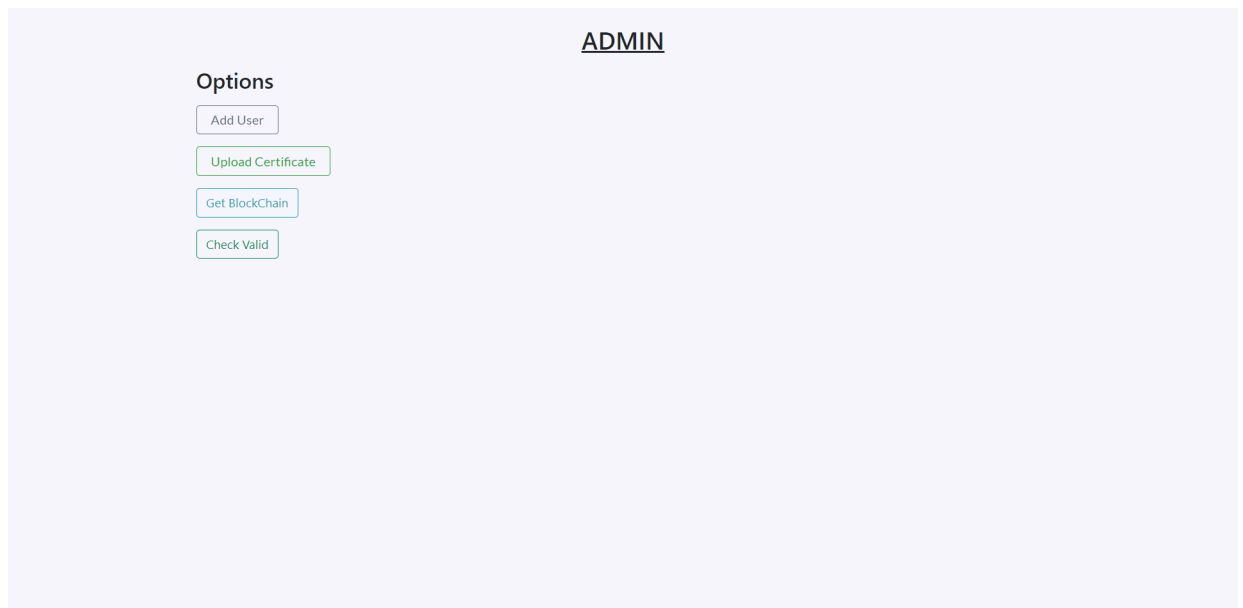 ADMIN
Options
Add User
Upload Certificate
Get BlockChain
Check Valid